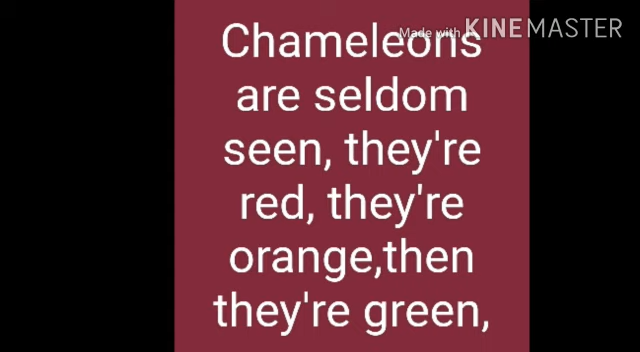 Made with KINEMASTER
Chameleons
are seldom
seen, they're
red, they're
orange,then
they're green,